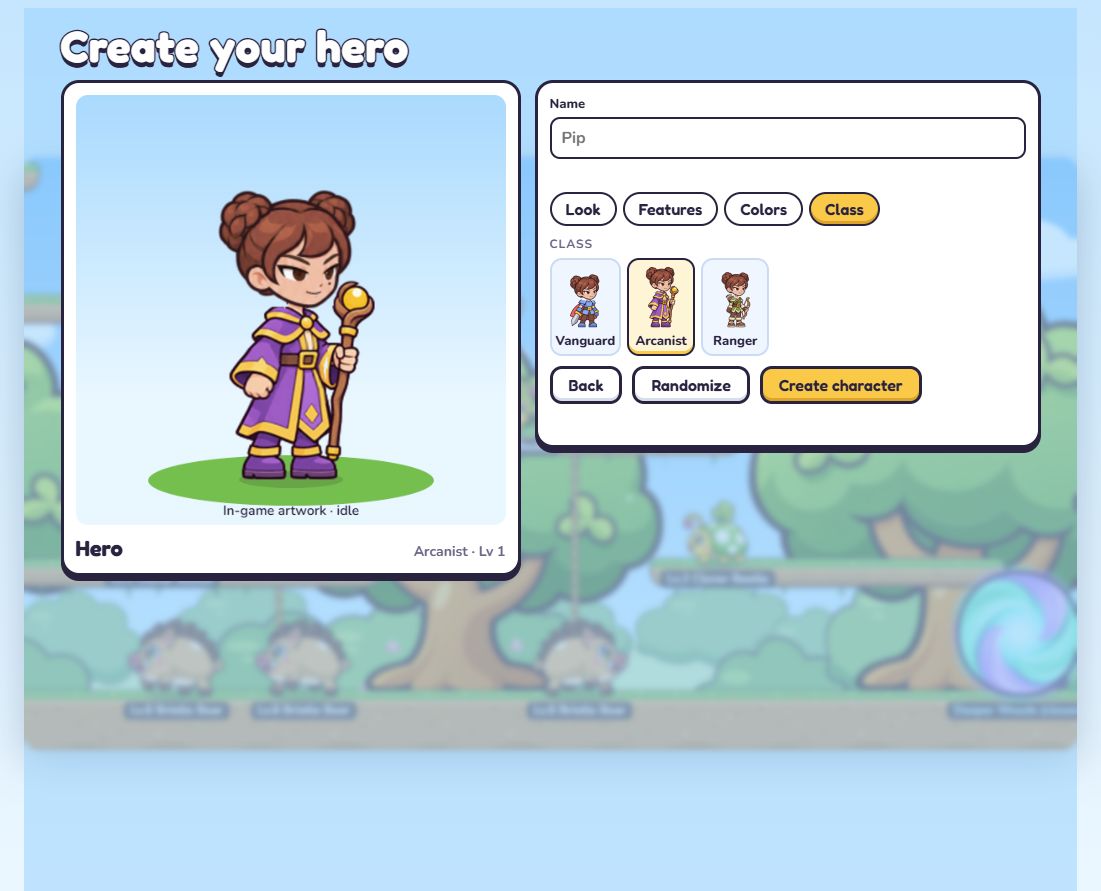 Create your hero
Name
Pip
Look Features Colors Class
CLASS
Vanguard Arcanist Ranger
Back Randomize Create character
In-game artwork · idle
Hero
Arcanist · Lv 1